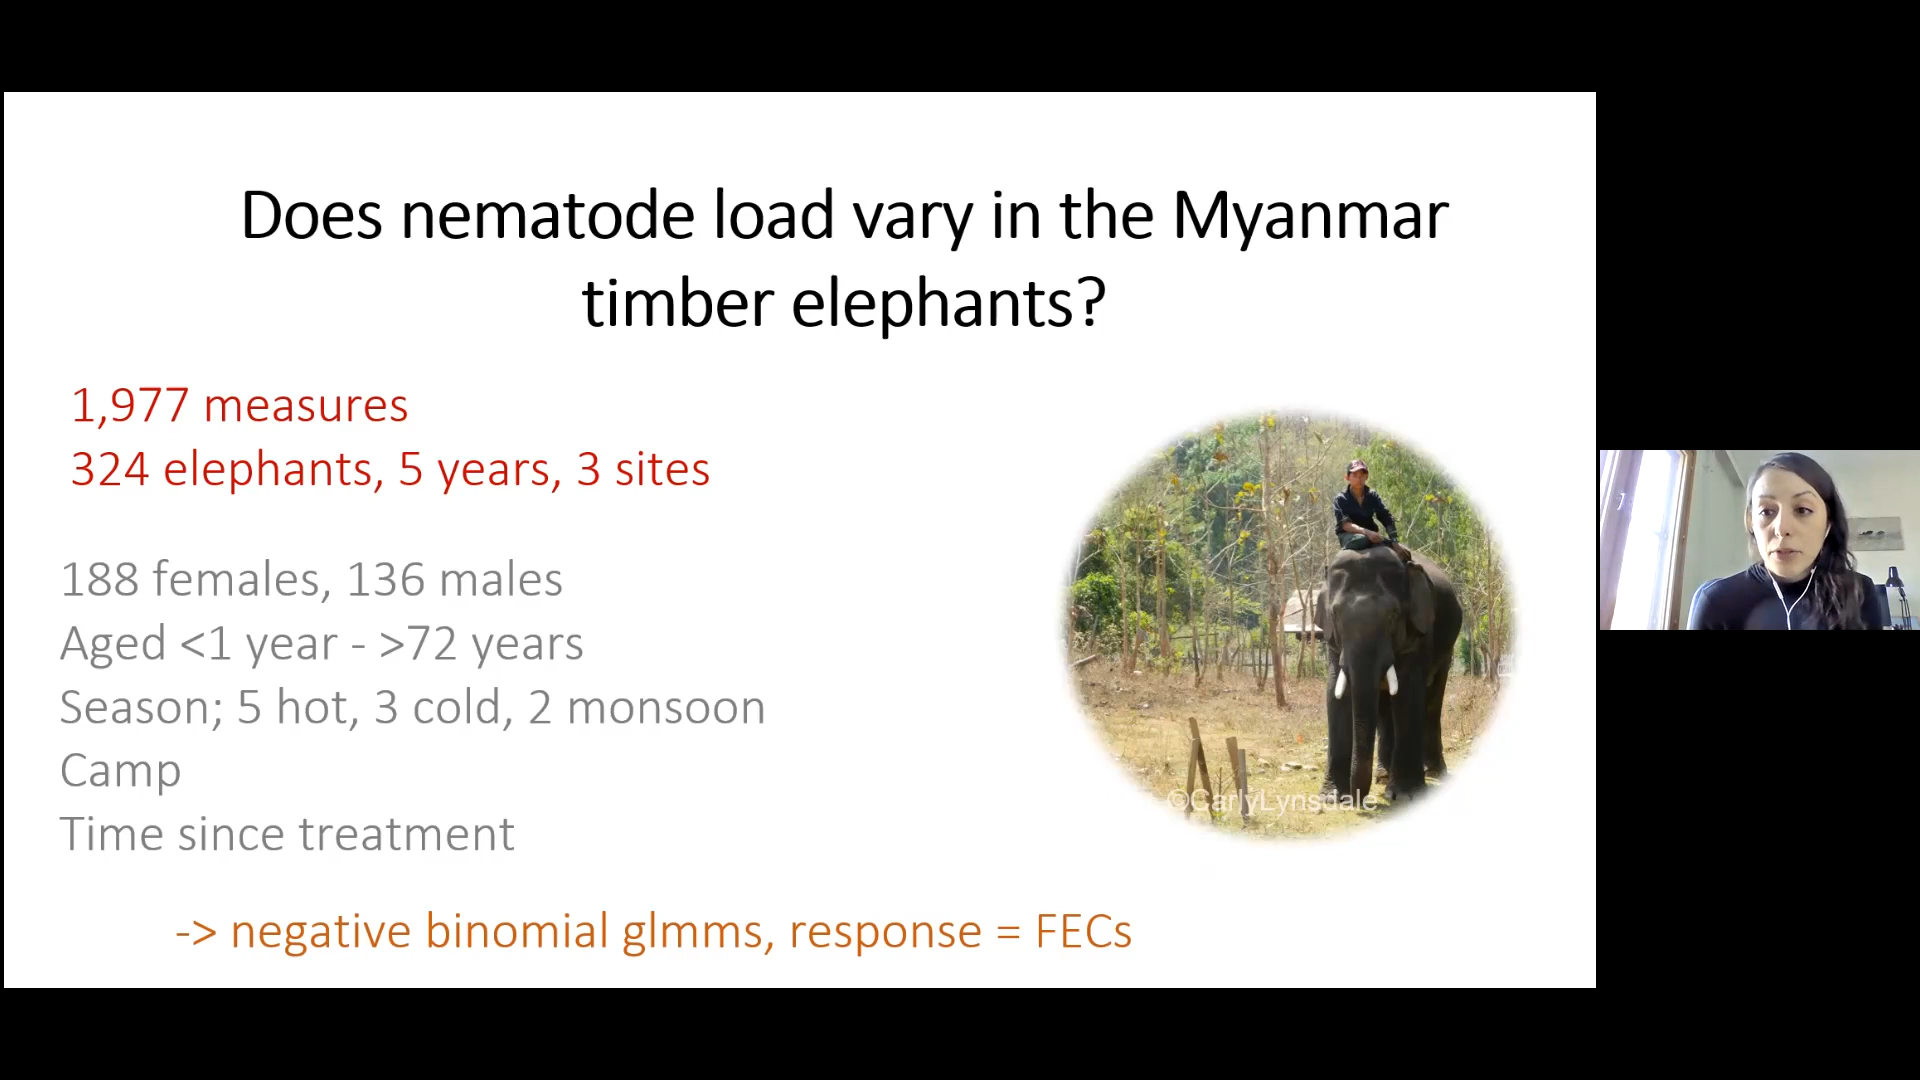 Does nematode load vary in the Myanmar
timber elephants?
1,977 measures
324 elephants, 5 years, 3 sites
188 females, 136 males
Aged <1 year - >72 years
Season; 5 hot, 3 cold, 2 monsoon
Camp
Time since treatment
©CarlyLynsdale
-> negative binomial glmms, response = FECs